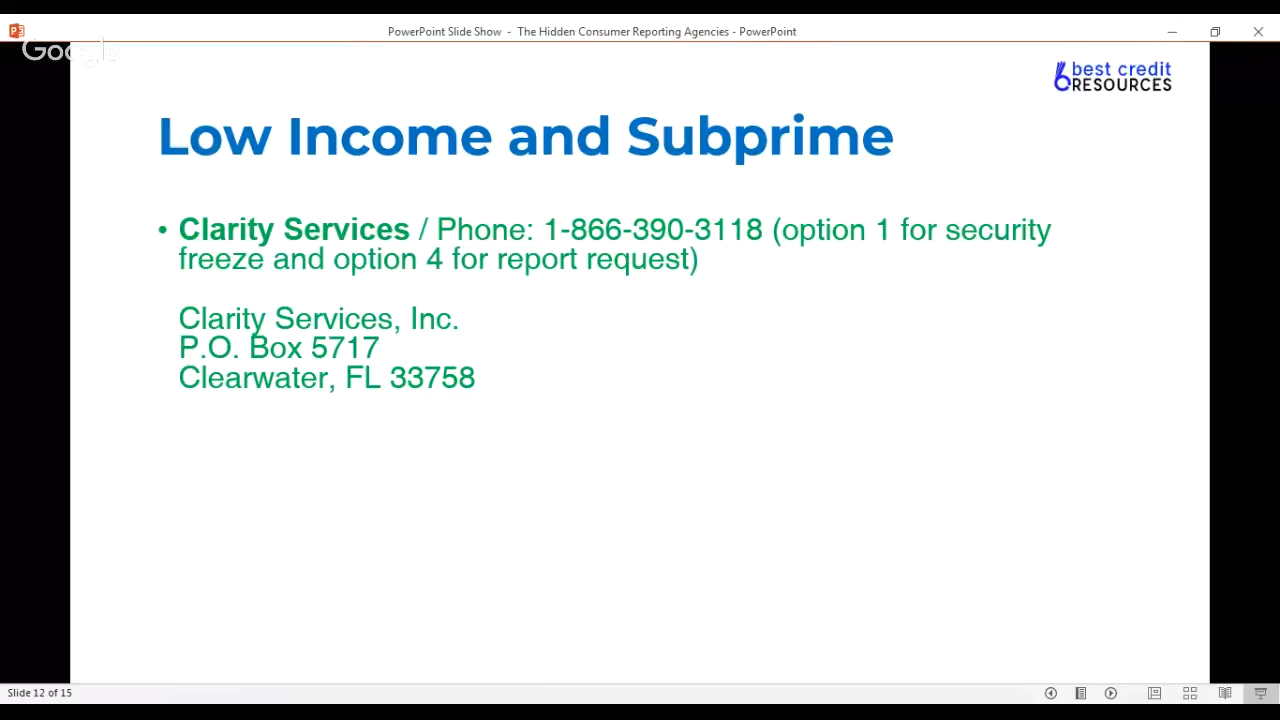 PowerPoint Slide Show - The Hidden Consumer Reporting Agencies - PowerPoint
Google
best credit
RESOURCES
Low Income and Subprime
• Clarity Services / Phone: 1-866-390-3118 (option 1 for security
freeze and option 4 for report request)
Clarity Services, Inc.
P.O. Box 5717
Clearwater, FL 33758
Slide 12 of 15